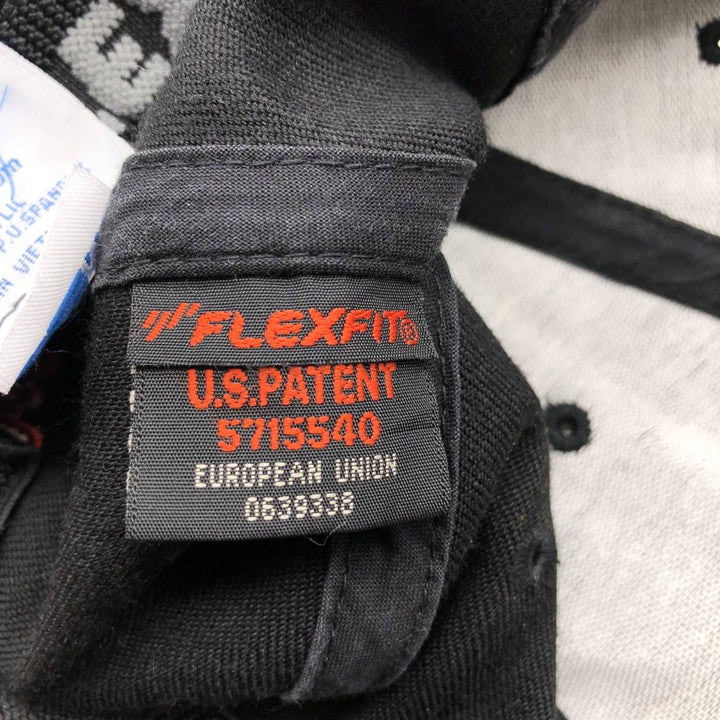 FLEXFIT®
U.S.PATENT
5715540
EUROPEAN UNION
0639338